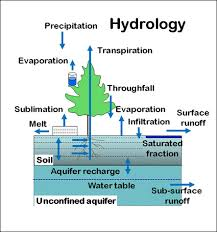 Hydrology
Precipitation
Transpiration
Evaporation
Throughfall
Sublimation
Evaporation
Surface
runoff
Melt
Infiltration
Saturated
fraction
Soil
Aquifer recharge
Water table
Sub-surface
runoff
Unconfined aquifer